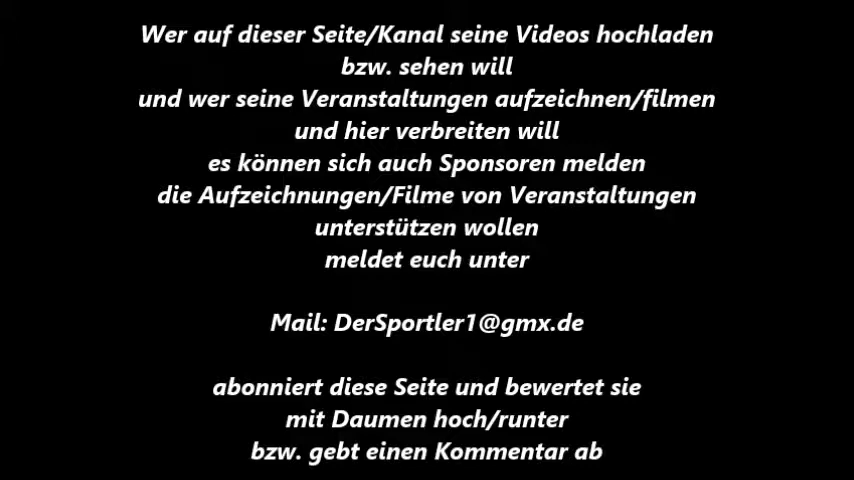 Wer auf dieser Seite/Kanal seine Videos hochladen
bzw. sehen will
und wer seine Veranstaltungen aufzeichnen/filmen
und hier verbreiten will
es können sich auch Sponsoren melden
die Aufzeichnungen/Filme von Veranstaltungen
unterstützen wollen
meldet euch unter
Mail: DerSportler1@gmx.de
abonniert diese Seite und bewertet sie
mit Daumen hoch/runter
bzw. gebt einen Kommentar ab